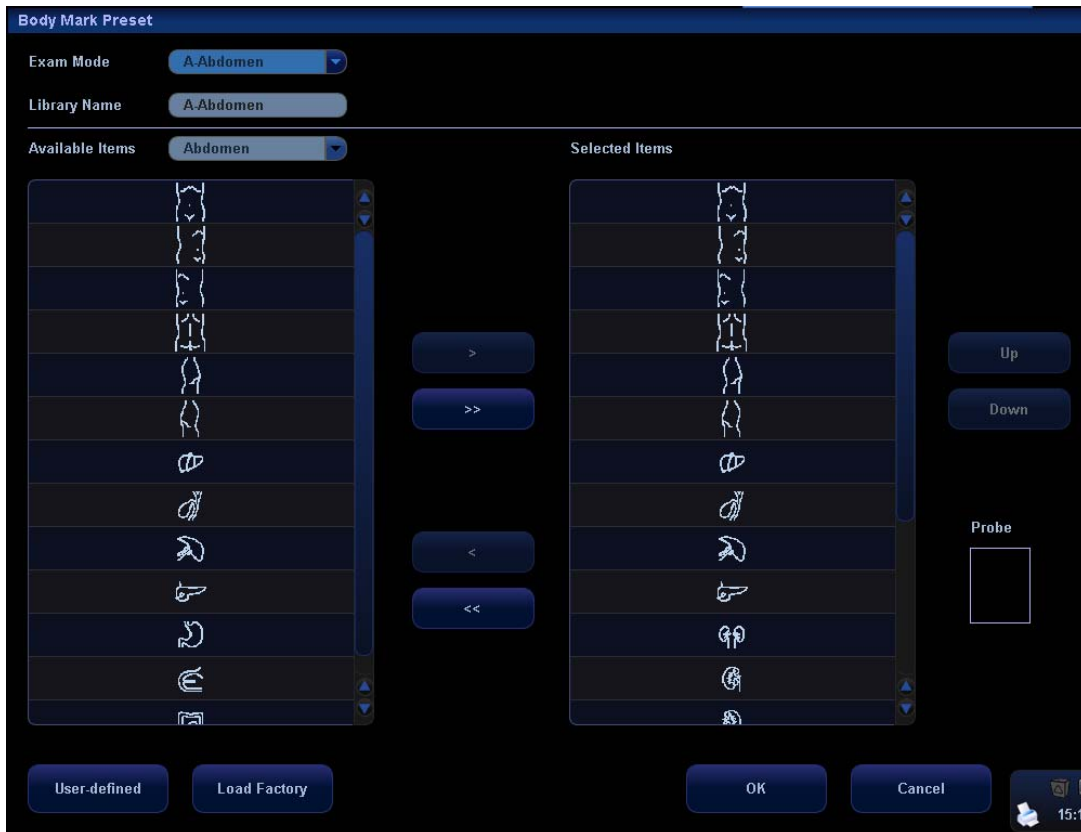 Body Mark Preset
Exam Mode A-Abdomen
Library Name A-Abdomen
Available Items Abdomen Selected Items
> Up
>> Down
Probe
<
<<
User-defined Load Factory OK Cancel